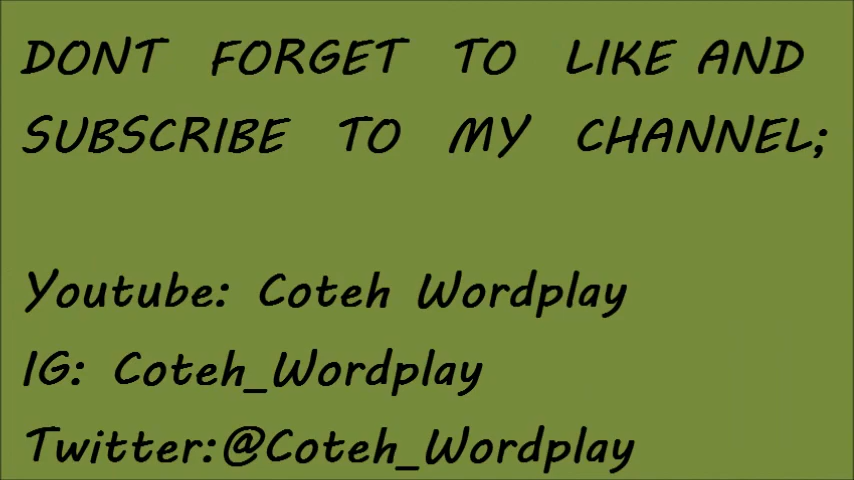 DONT FORGET TO LIKE AND
SUBSCRIBE TO MY CHANNEL;
Youtube: Coteh Wordplay
IG: Coteh_Wordplay
Twitter:@Coteh_Wordplay